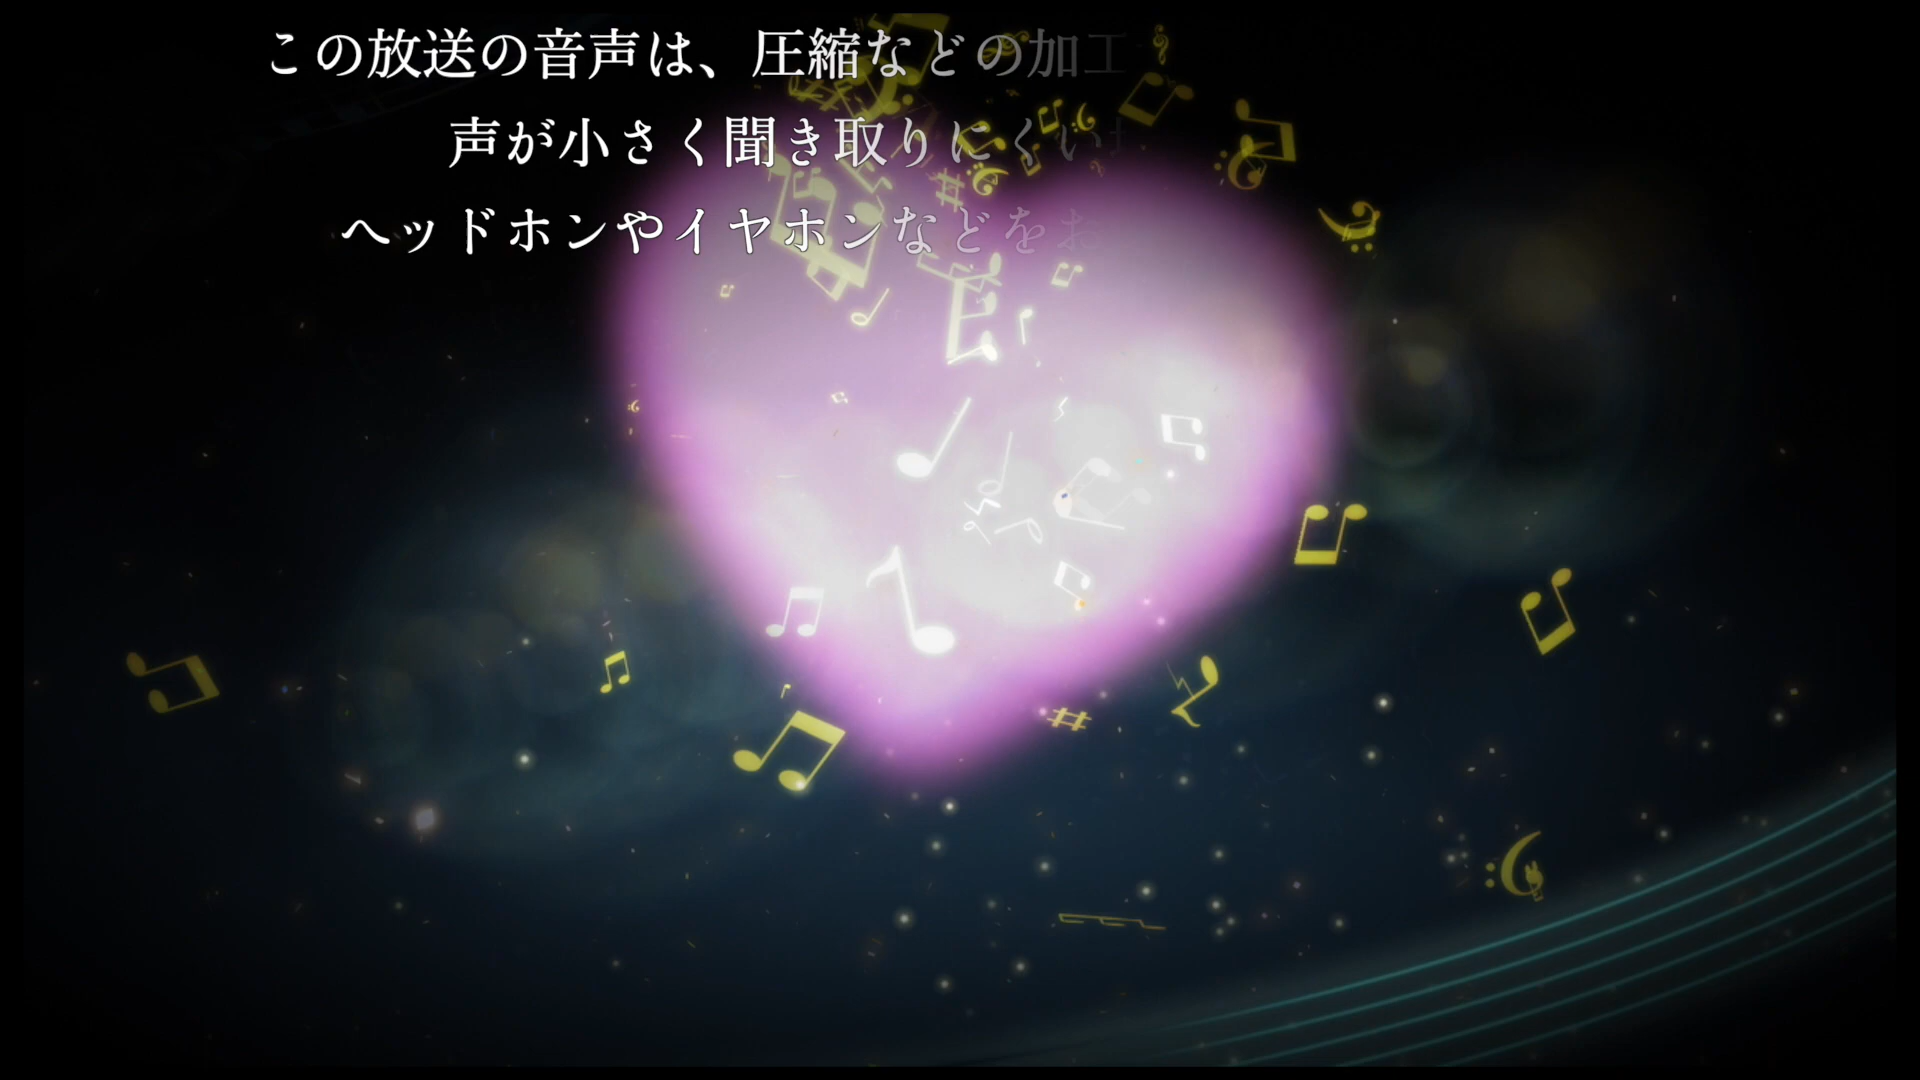 この放送の音声は、圧縮などの加工
声が小さく聞き取りにくい
ヘッドホンやイヤホンなどをお